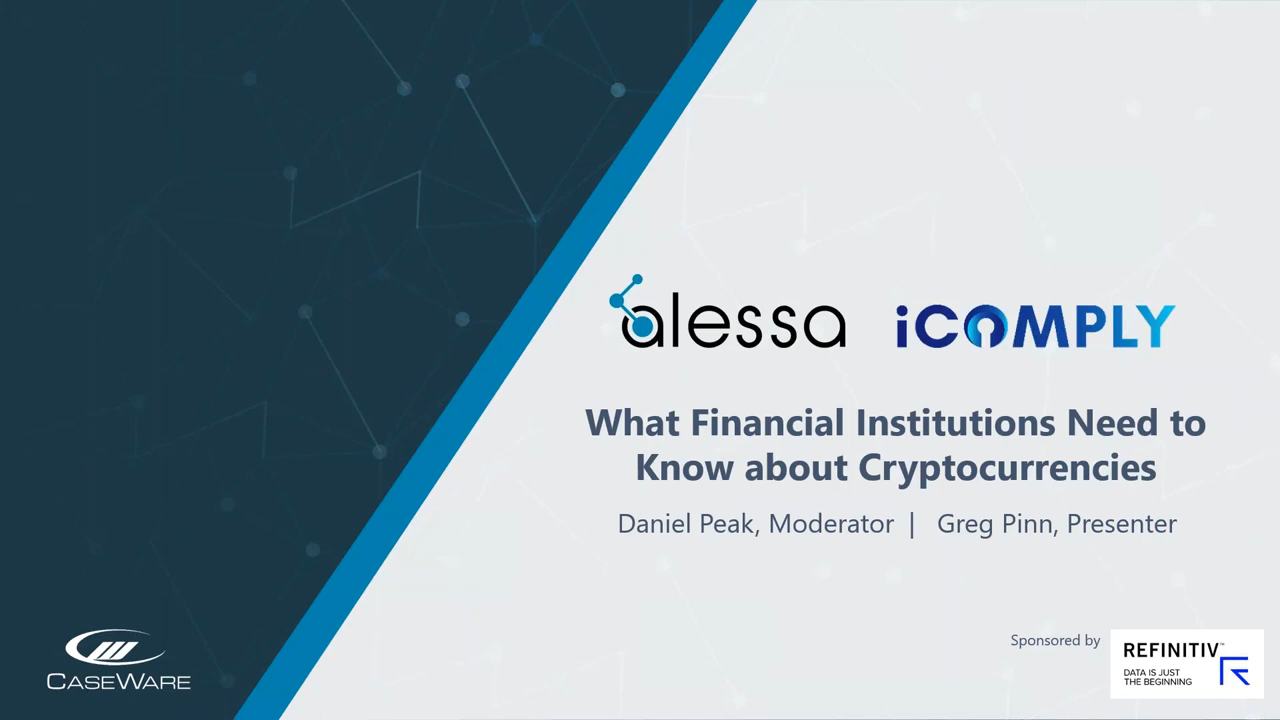 alessa iCOMPLY
What Financial Institutions Need to
Know about Cryptocurrencies
Daniel Peak, Moderator | Greg Pinn, Presenter
Sponsored by
REFINITIV™
DATA IS JUST
THE BEGINNING
CASEWARE